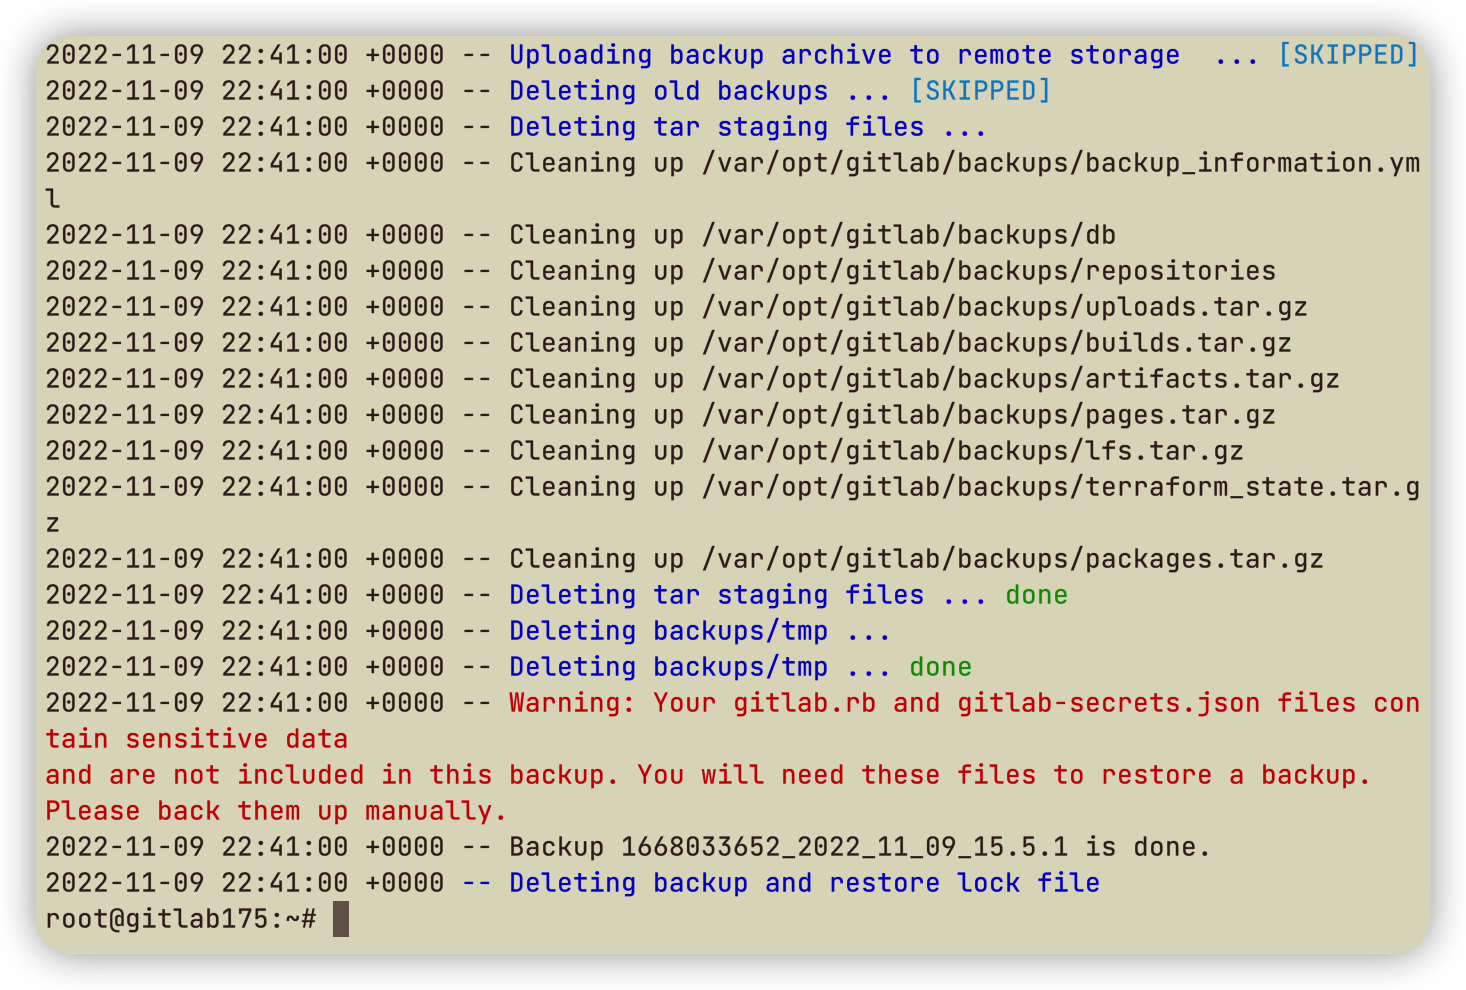 2022-11-09 22:41:00 +0000 -- Uploading backup archive to remote storage  ... [SKIPPED]
2022-11-09 22:41:00 +0000 -- Deleting old backups ... [SKIPPED]
2022-11-09 22:41:00 +0000 -- Deleting tar staging files ...
2022-11-09 22:41:00 +0000 -- Cleaning up /var/opt/gitlab/backups/backup_information.ym
l
2022-11-09 22:41:00 +0000 -- Cleaning up /var/opt/gitlab/backups/db
2022-11-09 22:41:00 +0000 -- Cleaning up /var/opt/gitlab/backups/repositories
2022-11-09 22:41:00 +0000 -- Cleaning up /var/opt/gitlab/backups/uploads.tar.gz
2022-11-09 22:41:00 +0000 -- Cleaning up /var/opt/gitlab/backups/builds.tar.gz
2022-11-09 22:41:00 +0000 -- Cleaning up /var/opt/gitlab/backups/artifacts.tar.gz
2022-11-09 22:41:00 +0000 -- Cleaning up /var/opt/gitlab/backups/pages.tar.gz
2022-11-09 22:41:00 +0000 -- Cleaning up /var/opt/gitlab/backups/lfs.tar.gz
2022-11-09 22:41:00 +0000 -- Cleaning up /var/opt/gitlab/backups/terraform_state.tar.g
z
2022-11-09 22:41:00 +0000 -- Cleaning up /var/opt/gitlab/backups/packages.tar.gz
2022-11-09 22:41:00 +0000 -- Deleting tar staging files ... done
2022-11-09 22:41:00 +0000 -- Deleting backups/tmp ...
2022-11-09 22:41:00 +0000 -- Deleting backups/tmp ... done
2022-11-09 22:41:00 +0000 -- Warning: Your gitlab.rb and gitlab-secrets.json files con
tain sensitive data
and are not included in this backup. You will need these files to restore a backup.
Please back them up manually.
2022-11-09 22:41:00 +0000 -- Backup 1668033652_2022_11_09_15.5.1 is done.
2022-11-09 22:41:00 +0000 -- Deleting backup and restore lock file
root@gitlab175:~#